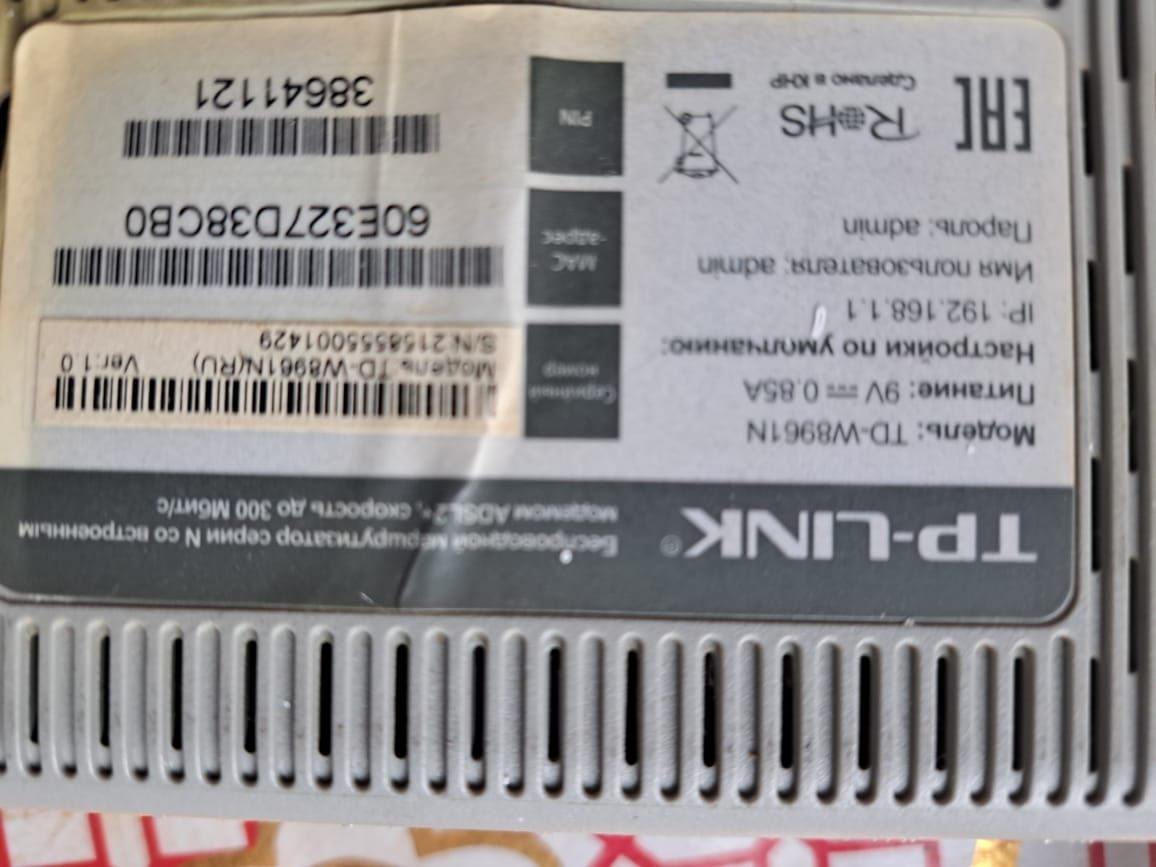 TP-LINK®
Беспроводной маршрутизатор серии N со встроенным
модемом ADSL2+, скорость до 300 Мбит/с
Модель: TD-W8961N
Питание: 9V 0.85A
Настройки по умолчанию:
IP: 192.168.1.1
Имя пользователя: admin
Пароль: admin
EAC
RoHS
Сделано в КНР
Серийный
номер
Модель: TD-W8961N(RU) Ver:1.0
S/N:2158555001429
MAC
-адрес
60E327D38CB0
PIN
38641121